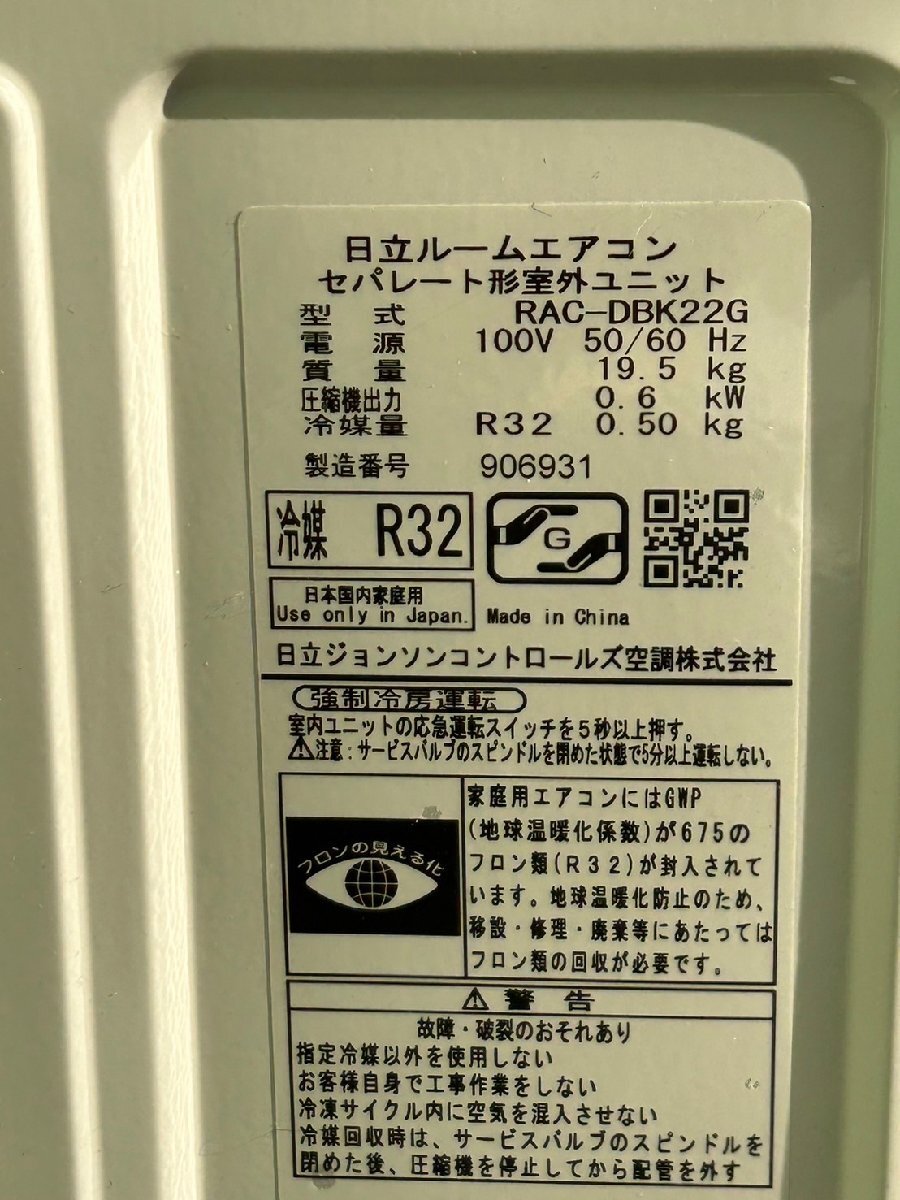 日立ルームエアコン
セパレート形室外ユニット
型 式 RAC-DBK22G
電 源 100V 50/60 Hz
質 量 19.5 kg
圧縮機出力 0.6 kW
冷媒量 R32 0.50 kg
製造番号 906931
冷媒 R32
G
日本国内家庭用
Use only in Japan.
Made in China
日立ジョンソンコントロールズ空調株式会社
強制冷房運転
室内ユニットの応急運転スイッチを5秒以上押す。
⚠注意:サービスバルブのスピンドルを閉めた状態で5分以上運転しない。
フロンの見える化
家庭用エアコンにはGWP
(地球温暖化係数)が675の
フロン類(R32)が封入されて
います。地球温暖化防止のため、
移設・修理・廃棄等にあたっては
フロン類の回収が必要です。
⚠ 警 告
故障・破裂のおそれあり
指定冷媒以外を使用しない
お客様自身で工事作業をしない
冷凍サイクル内に空気を混入させない
冷媒回収時は、サービスバルブのスピンドルを
閉めた後、圧縮機を停止してから配管を外す